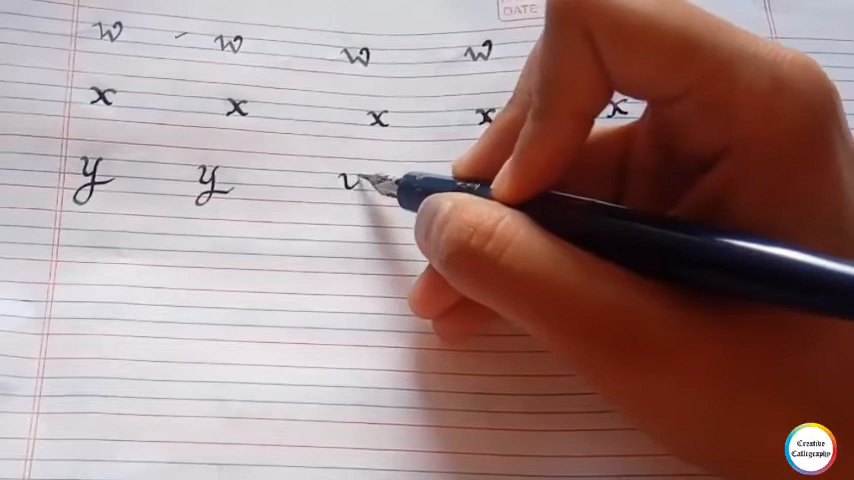 DATE
w w w w
x x x x x
y y
Creative
Calligraphy